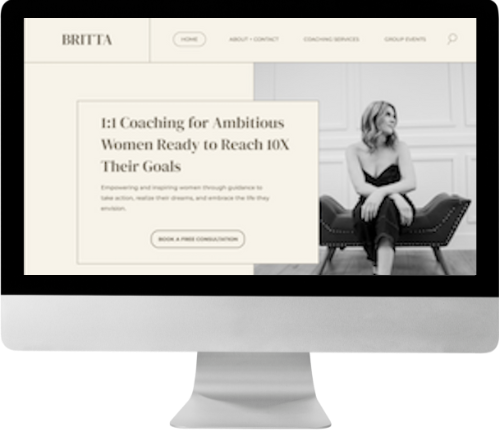 BRITTA
HOME
ABOUT + CONTACT
COACHING SERVICES
GROUP EVENTS
1:1 Coaching for Ambitious
Women Ready to Reach 10X
Their Goals
Empowering and inspiring women through guidance to
take action, realize their dreams, and embrace the life they
envision.
BOOK A FREE CONSULTATION